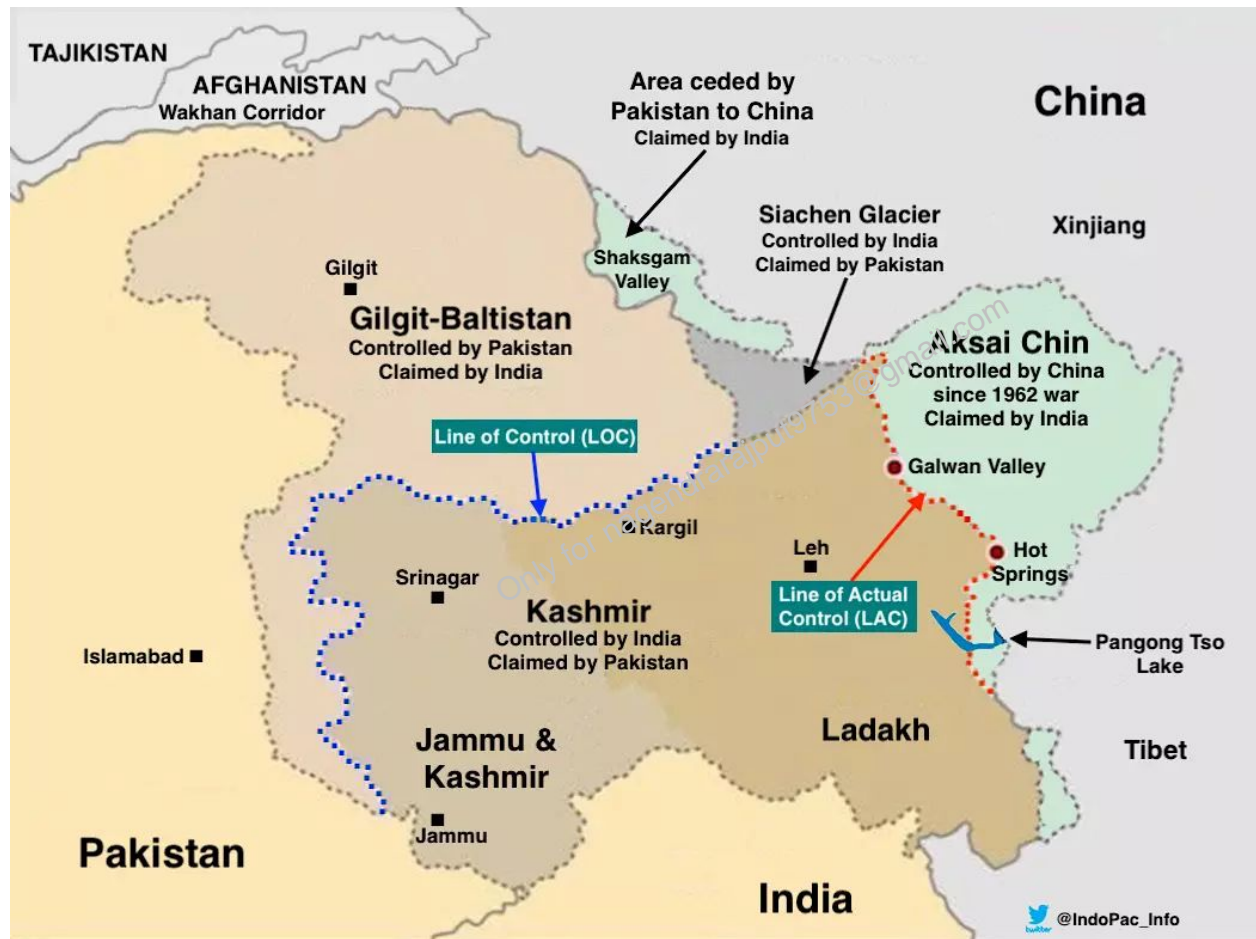 TAJIKISTAN
AFGHANISTAN
Wakhan Corridor
Area ceded by
Pakistan to China
Claimed by India
China
Siachen Glacier
Controlled by India
Claimed by Pakistan
Xinjiang
Shaksgam
Valley
Gilgit
Gilgit-Baltistan
Controlled by Pakistan
Claimed by India
Aksai Chin
Controlled by China
since 1962 war
Claimed by India
Line of Control (LOC)
Galwan Valley
Kargil
Leh
Hot
Springs
Srinagar
Line of Actual
Control (LAC)
Kashmir
Controlled by India
Claimed by Pakistan
Islamabad
Pangong Tso
Lake
Ladakh
Jammu &
Kashmir
Tibet
Jammu
Pakistan
India
twitter
@IndoPac_Info